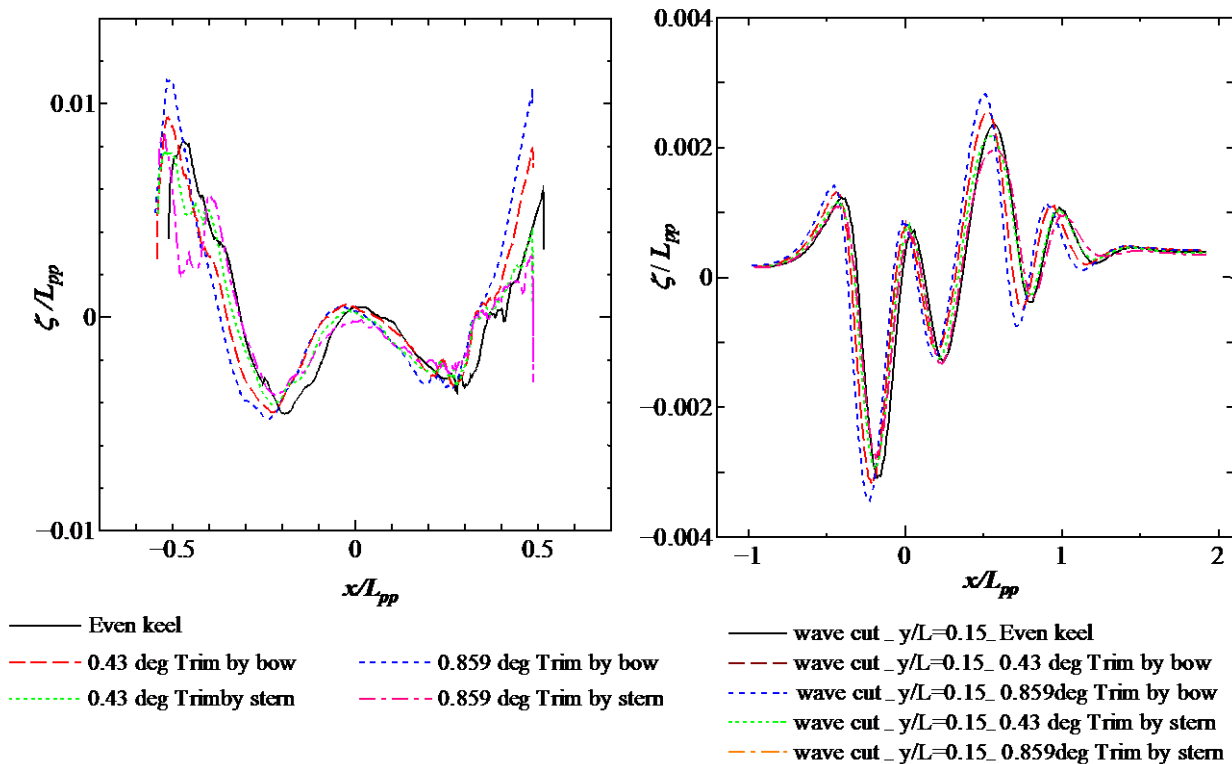 0.01
0
−0.01
ζ/Lpp
−0.5
0
0.5
x/Lpp
Even keel
0.43 deg Trim by bow
0.859 deg Trim by bow
0.43 deg Trimby stern
0.859 deg Trim by stern
0.004
0.002
0
−0.002
−0.004
ζ/Lpp
−1
0
1
2
x/Lpp
wave cut _ y/L=0.15_ Even keel
wave cut _ y/L=0.15_ 0.43 deg Trim by bow
wave cut _ y/L=0.15_ 0.859deg Trim by bow
wave cut _ y/L=0.15_ 0.43 deg Trim by stern
wave cut _ y/L=0.15_ 0.859deg Trim by stern